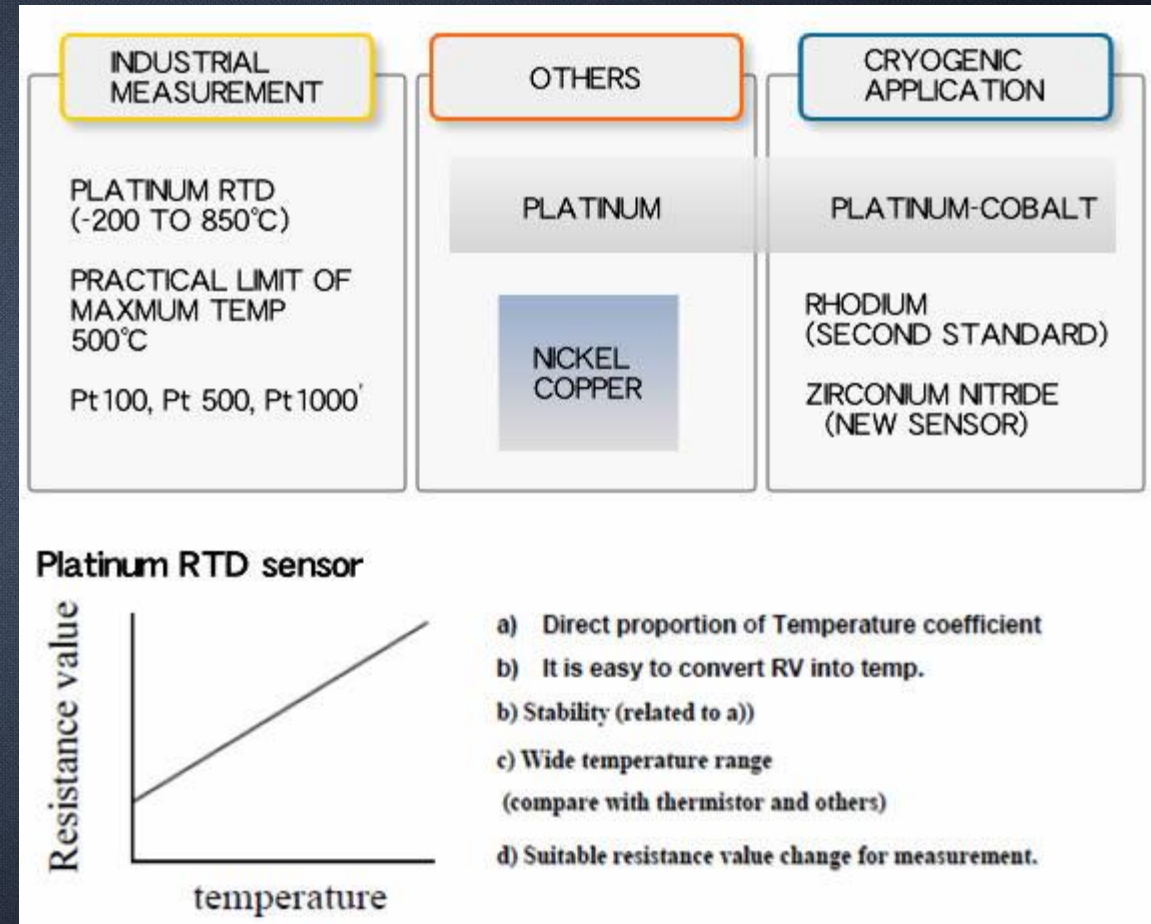 INDUSTRIAL
MEASUREMENT
PLATINUM RTD
(-200 TO 850°C)
PRACTICAL LIMIT OF
MAXMUM TEMP
500°C
Pt100, Pt 500, Pt1000'
OTHERS
PLATINUM
NICKEL
COPPER
CRYOGENIC
APPLICATION
PLATINUM-COBALT
RHODIUM
(SECOND STANDARD)
ZIRCONIUM NITRIDE
(NEW SENSOR)
Platinum RTD sensor
Resistance value
temperature
a) Direct proportion of Temperature coefficient
b) It is easy to convert RV into temp.
b) Stability (related to a))
c) Wide temperature range
(compare with thermistor and others)
d) Suitable resistance value change for measurement.